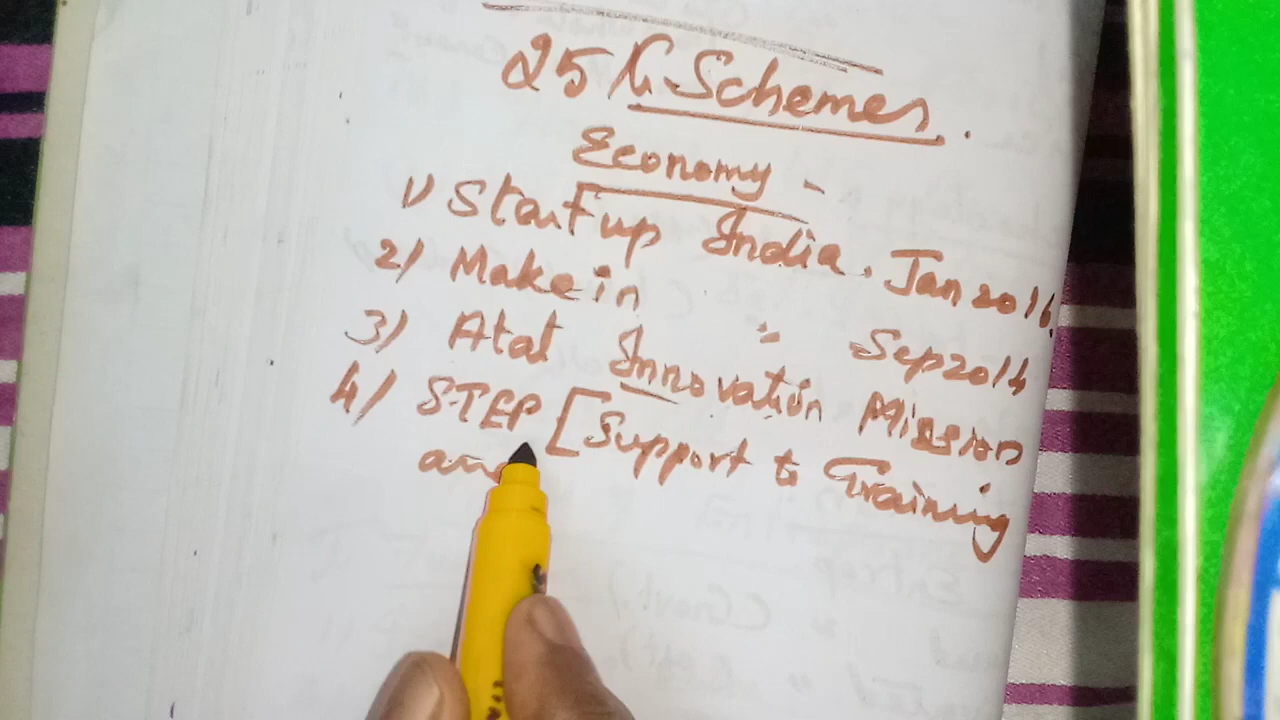 25 G. Schemes.
Economy -
1) Startup India. Jan 2016.
2) Make in " Sep 2014
3) Atal Innovation Mission
4) STEP [Support to Training
and